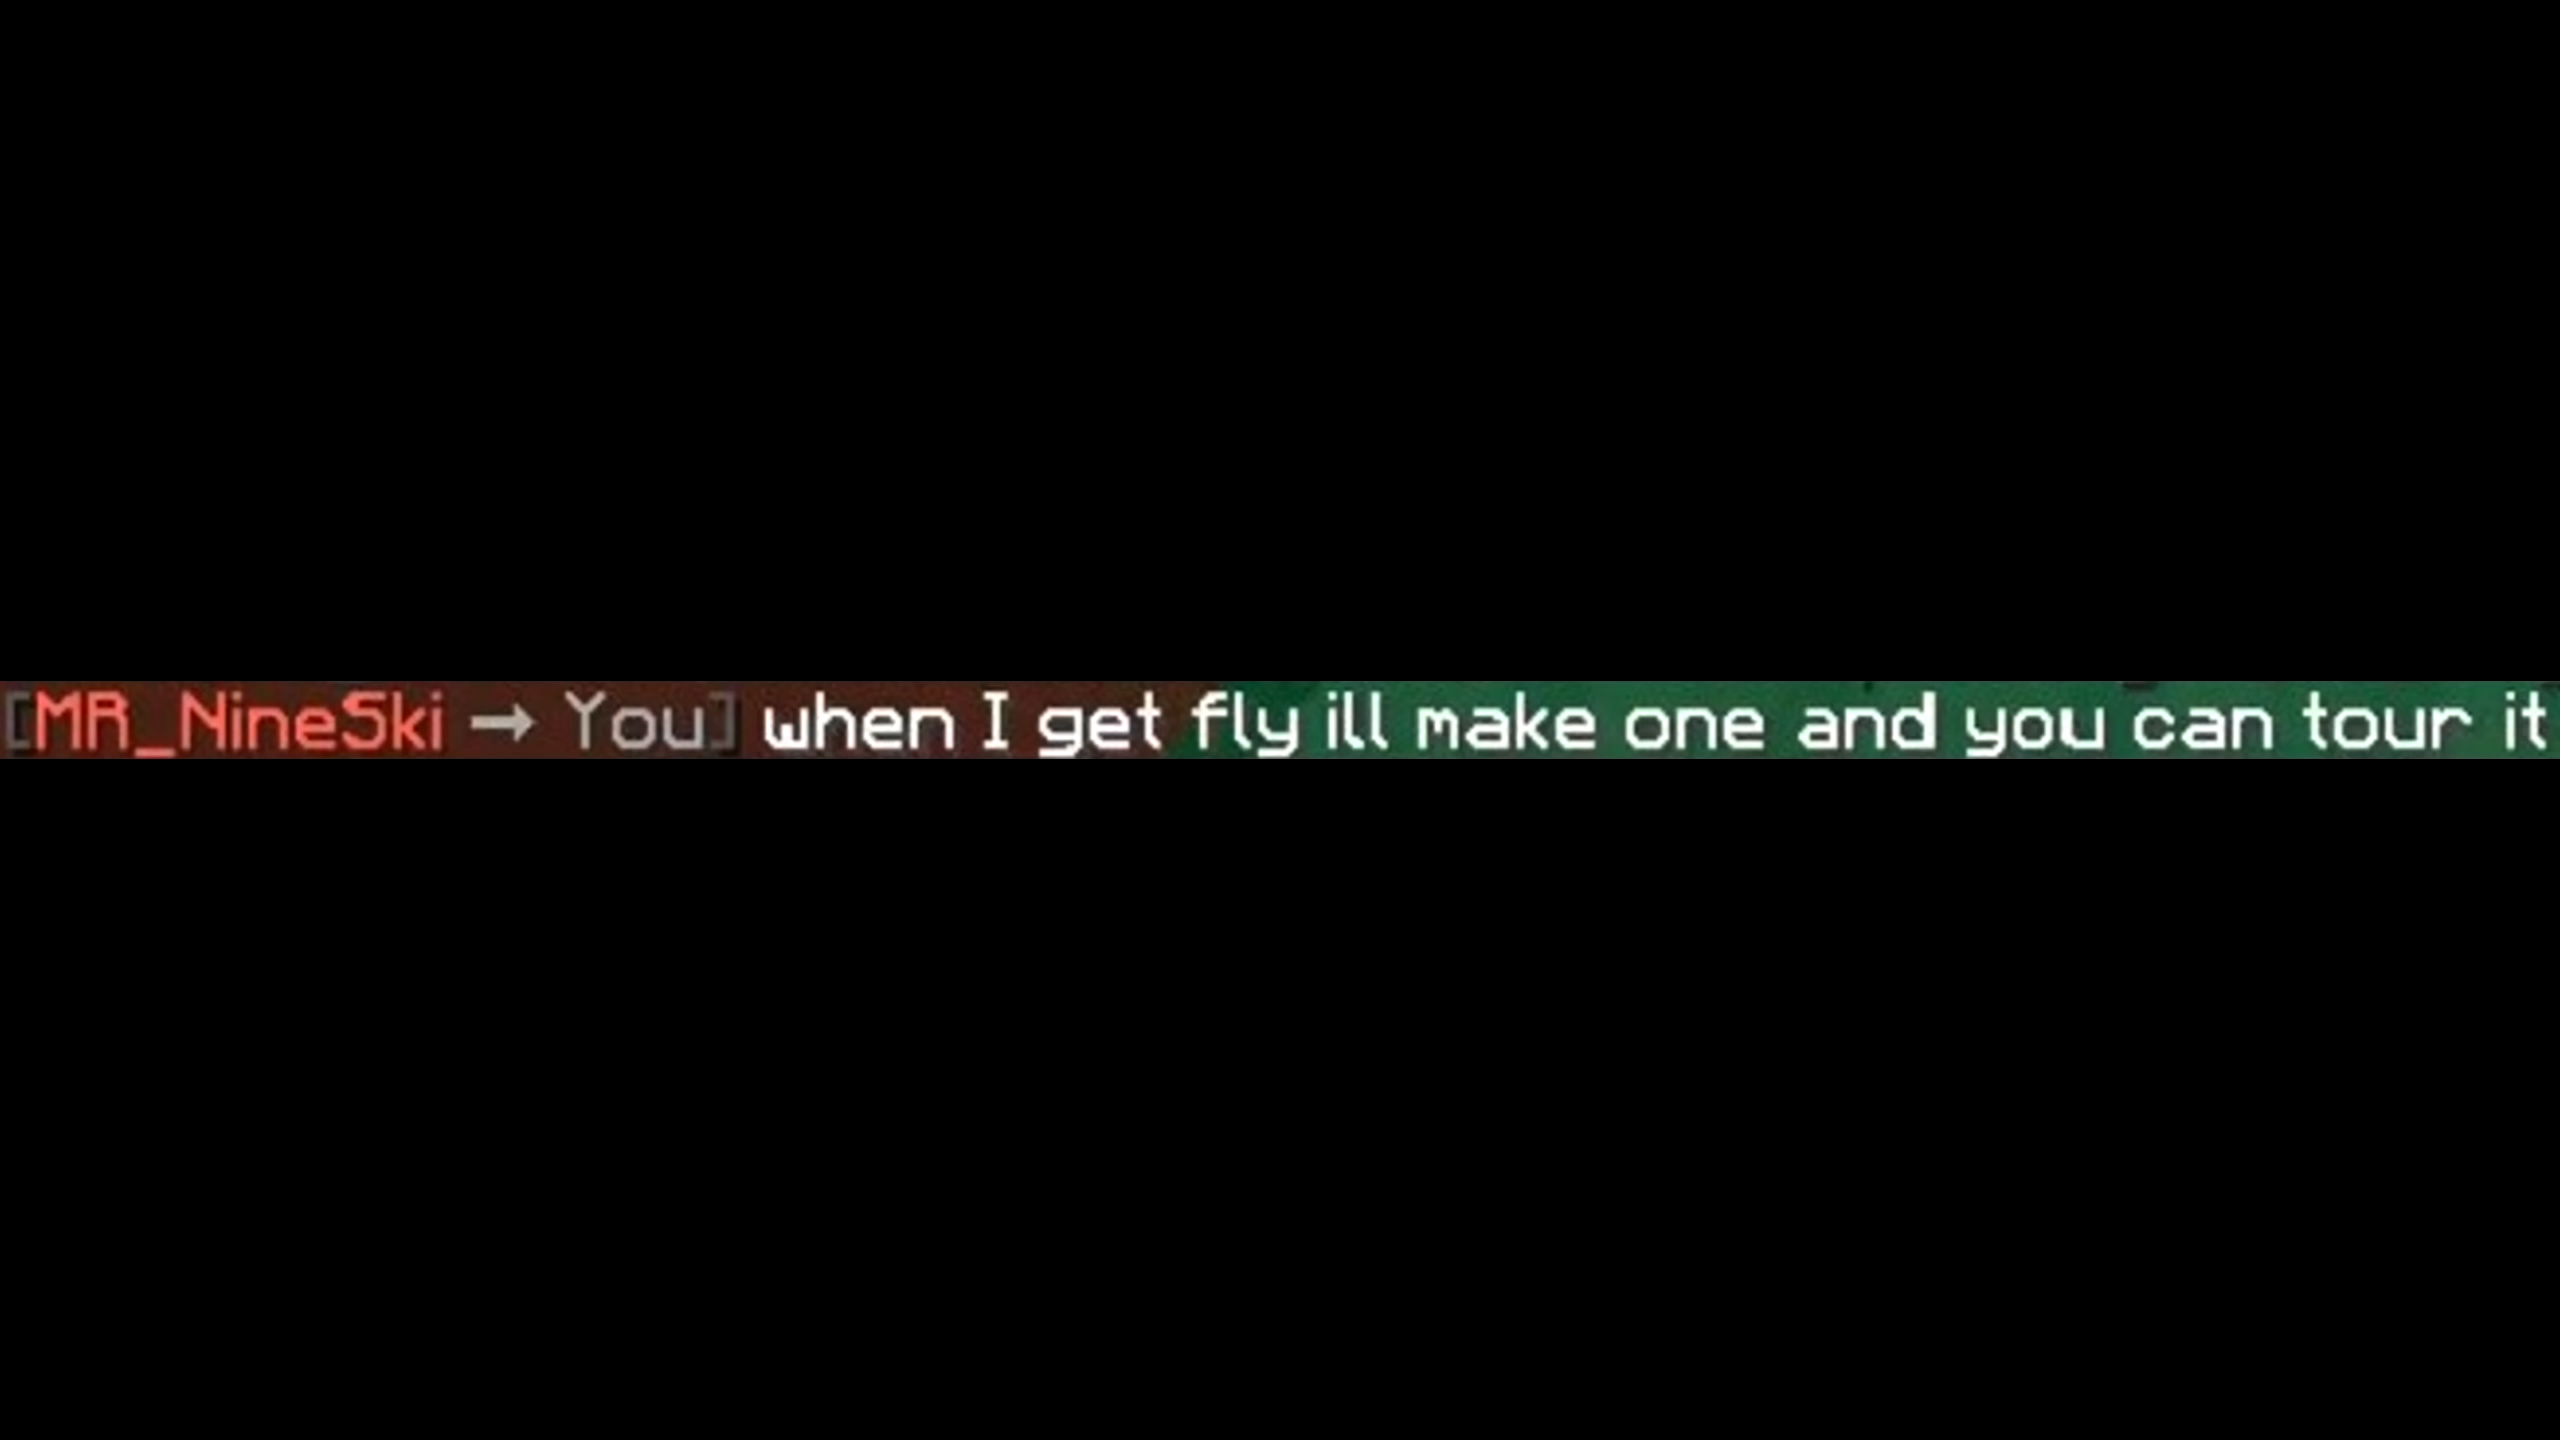 [MR_NineSki → You] when I get fly ill make one and you can tour it